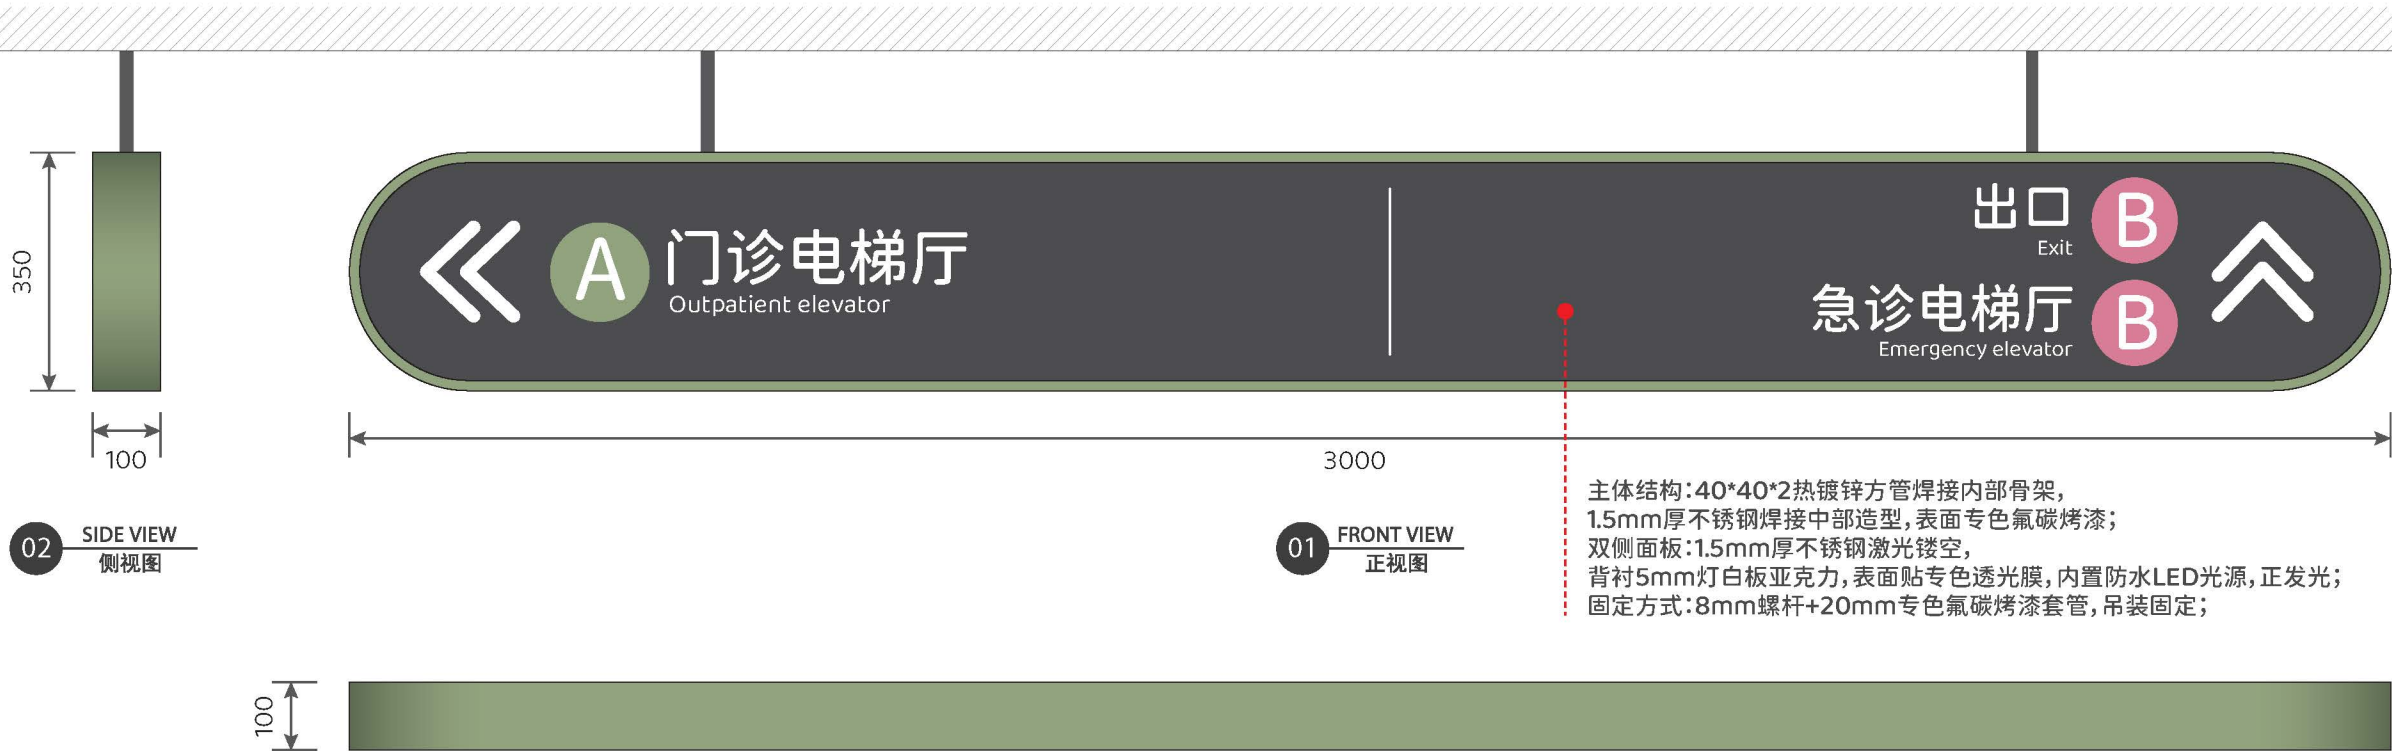 A
门诊电梯厅
Outpatient elevator
出口
Exit
B
急诊电梯厅
Emergency elevator
B
350
100
3000
02
SIDE VIEW
侧视图
01
FRONT VIEW
正视图
主体结构:40*40*2热镀锌方管焊接内部骨架,
1.5mm厚不锈钢焊接中部造型,表面专色氟碳烤漆;
双侧面板:1.5mm厚不锈钢激光镂空,
背衬5mm灯白板亚克力,表面贴专色透光膜,内置防水LED光源,正发光;
固定方式:8mm螺杆+20mm专色氟碳烤漆套管,吊装固定;
100